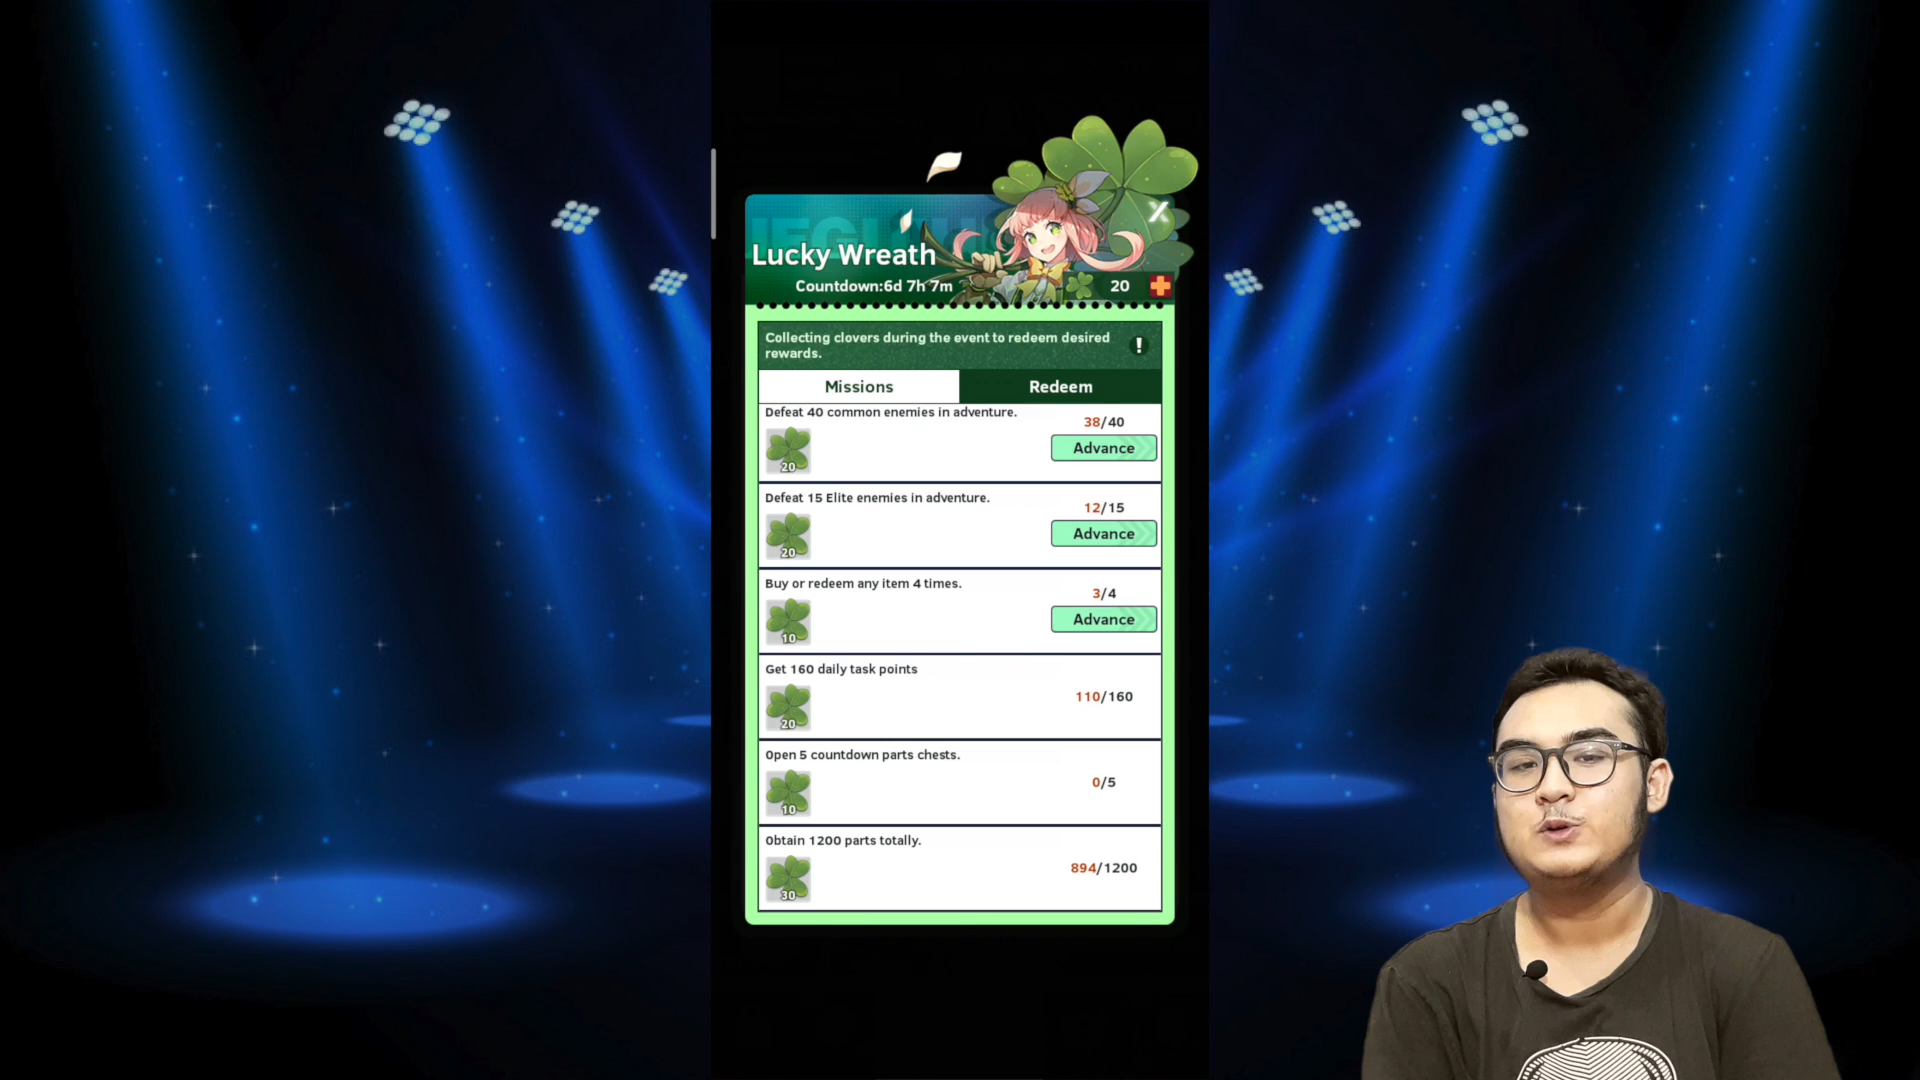 Lucky Wreath
Countdown:6d 7h 7m
20
Collecting clovers during the event to redeem desired
rewards.
!
Missions
Redeem
Defeat 40 common enemies in adventure.
38/40
20
Advance
Defeat 15 Elite enemies in adventure.
12/15
20
Advance
Buy or redeem any item 4 times.
3/4
10
Advance
Get 160 daily task points
110/160
20
Open 5 countdown parts chests.
0/5
10
Obtain 1200 parts totally.
894/1200
30